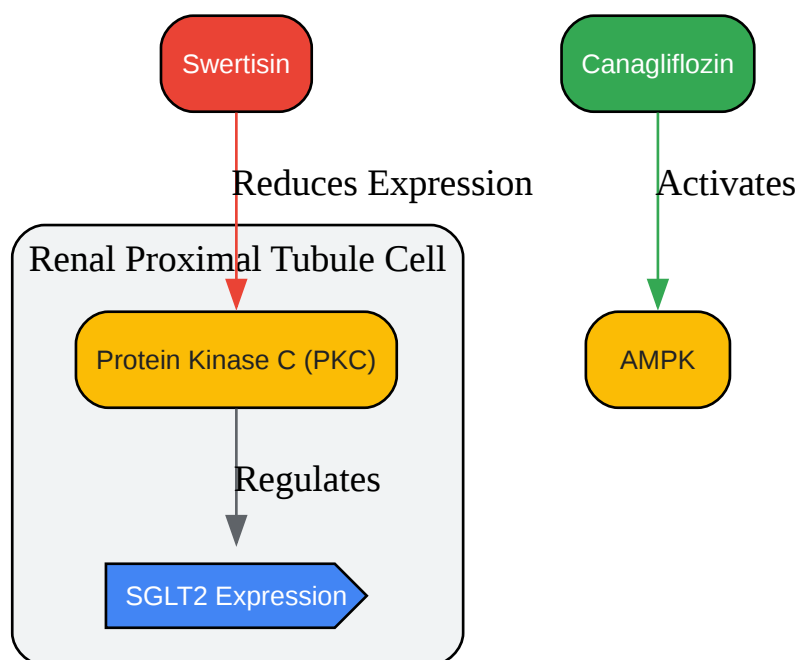 Swertisin
Canagliflozin
Reduces Expression
Activates
Renal Proximal Tubule Cell
Protein Kinase C (PKC)
AMPK
Regulates
SGLT2 Expression